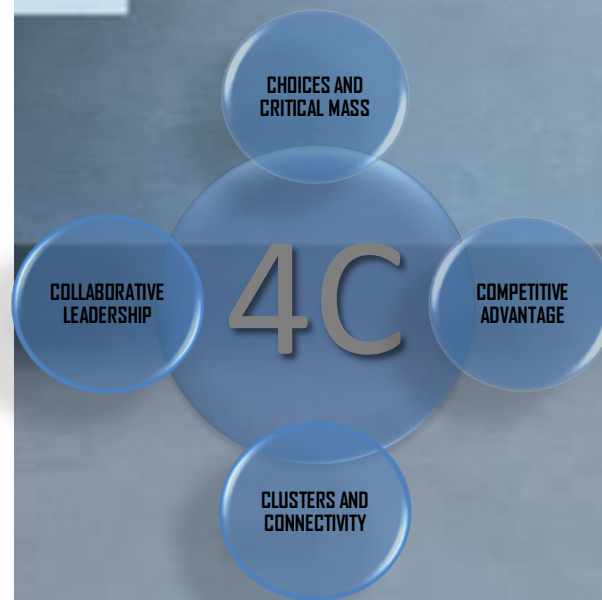 CHOICES AND
CRITICAL MASS
COLLABORATIVE
LEADERSHIP
4C
COMPETITIVE
ADVANTAGE
CLUSTERS AND
CONNECTIVITY